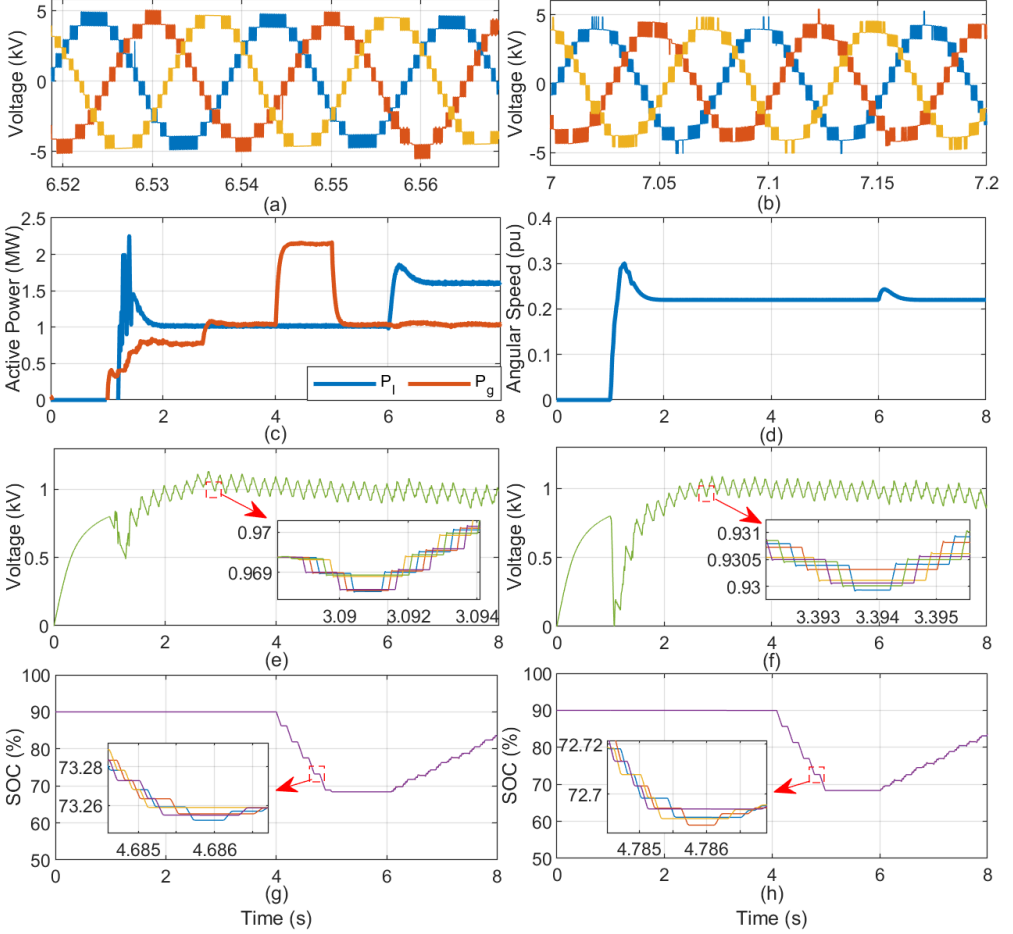 Voltage (kV)
5
0
-5
6.52 6.53 6.54 6.55 6.56
(a)
Voltage (kV)
5
0
-5
7 7.05 7.1 7.15 7.2
(b)
Active Power (MW)
2.5
2
1.5
1
0.5
0
P_l P_g
0 2 4 6 8
(c)
Angular Speed (pu)
0.4
0.3
0.2
0.1
0
0 2 4 6 8
(d)
Voltage (kV)
1
0.5
0
0.97
0.969
3.09 3.092 3.094
0 2 4 6 8
(e)
Voltage (kV)
1
0.5
0
0.931
0.9305
0.93
3.393 3.394 3.395
0 2 4 6 8
(f)
SOC (%)
100
90
80
70
60
50
73.28
73.26
4.685 4.686
0 2 4 6 8
(g)
Time (s)
SOC (%)
100
90
80
70
60
50
72.72
72.7
4.785 4.786
0 2 4 6 8
(h)
Time (s)